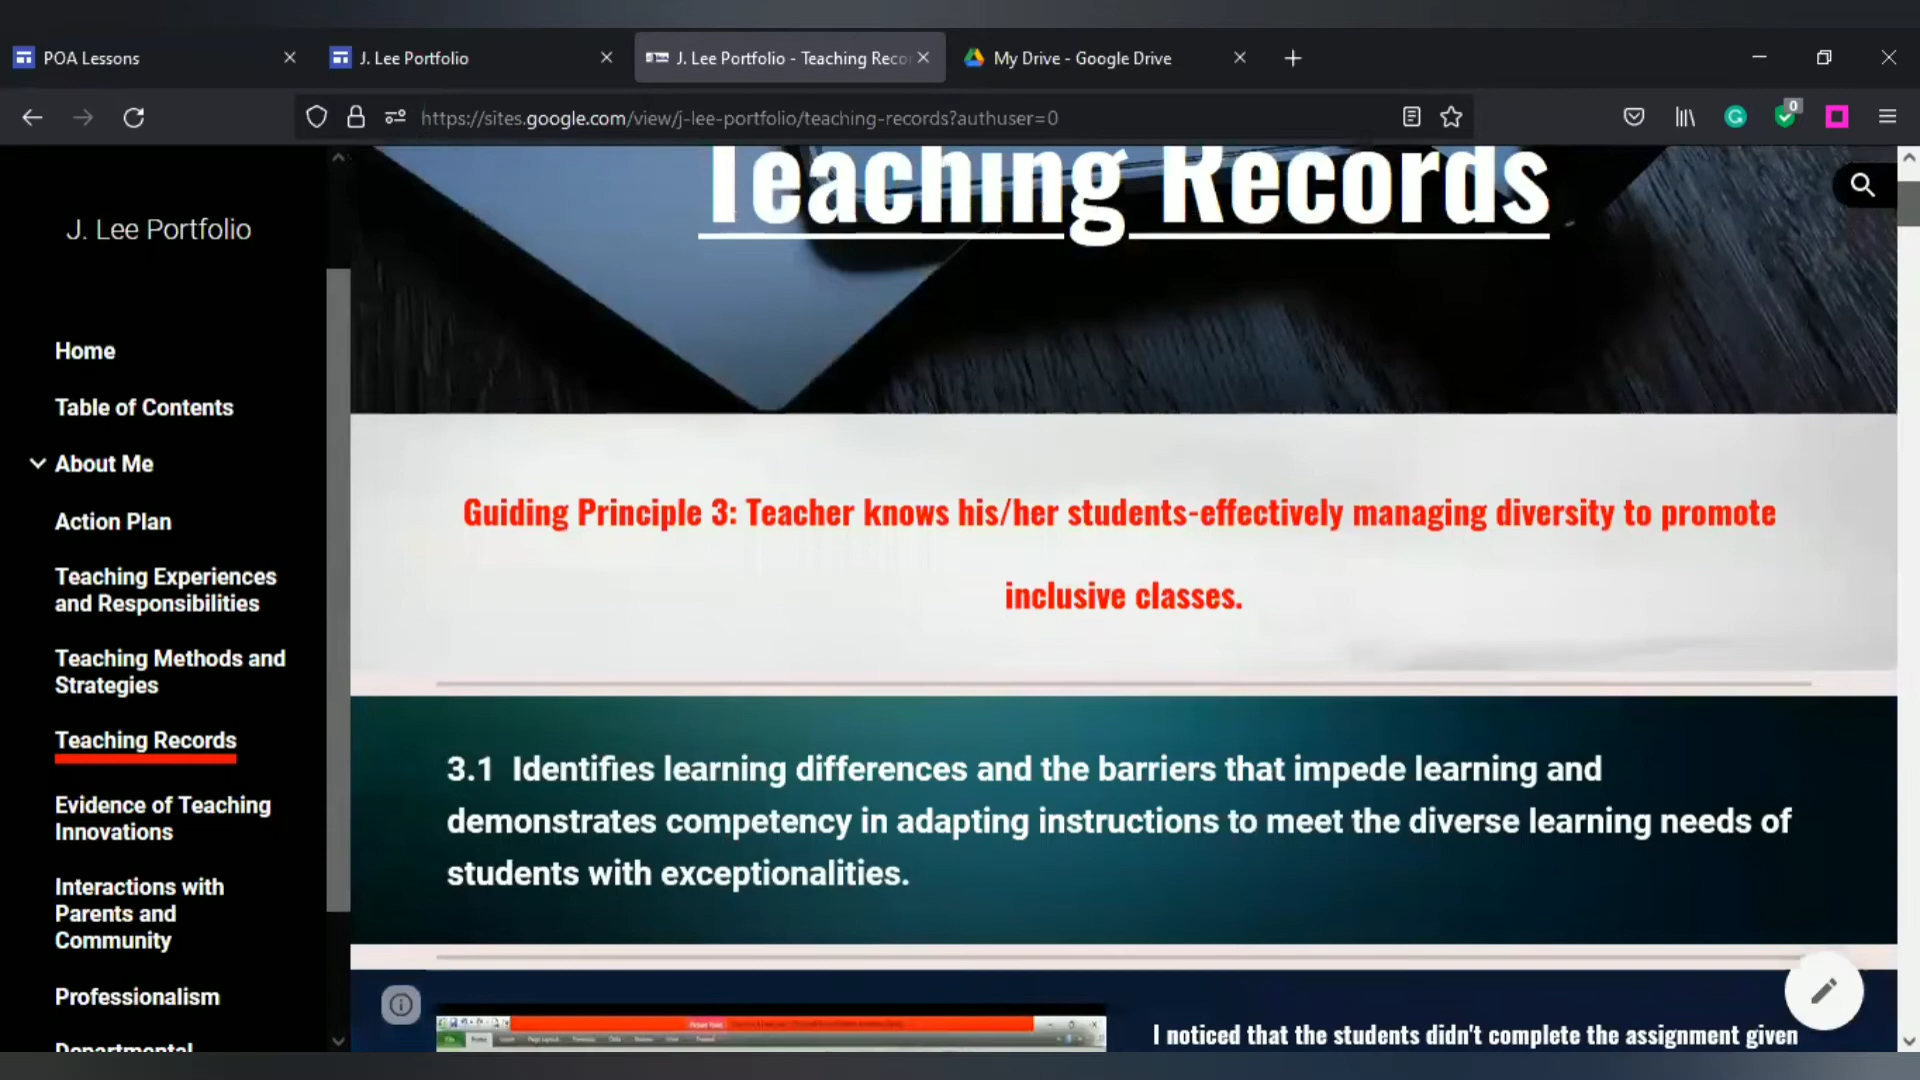 POA Lessons
J. Lee Portfolio
J. Lee Portfolio - Teaching Reco
My Drive - Google Drive
https://sites.google.com/view/j-lee-portfolio/teaching-records?authuser=0
0
J. Lee Portfolio
Home
Table of Contents
About Me
Action Plan
Teaching Experiences
and Responsibilities
Teaching Methods and
Strategies
Teaching Records
Evidence of Teaching
Innovations
Interactions with
Parents and
Community
Professionalism
Departmental
Teaching Records
Guiding Principle 3: Teacher knows his/her students-effectively managing diversity to promote
inclusive classes.
3.1 Identifies learning differences and the barriers that impede learning and
demonstrates competency in adapting instructions to meet the diverse learning needs of
students with exceptionalities.
I noticed that the students didn't complete the assignment given